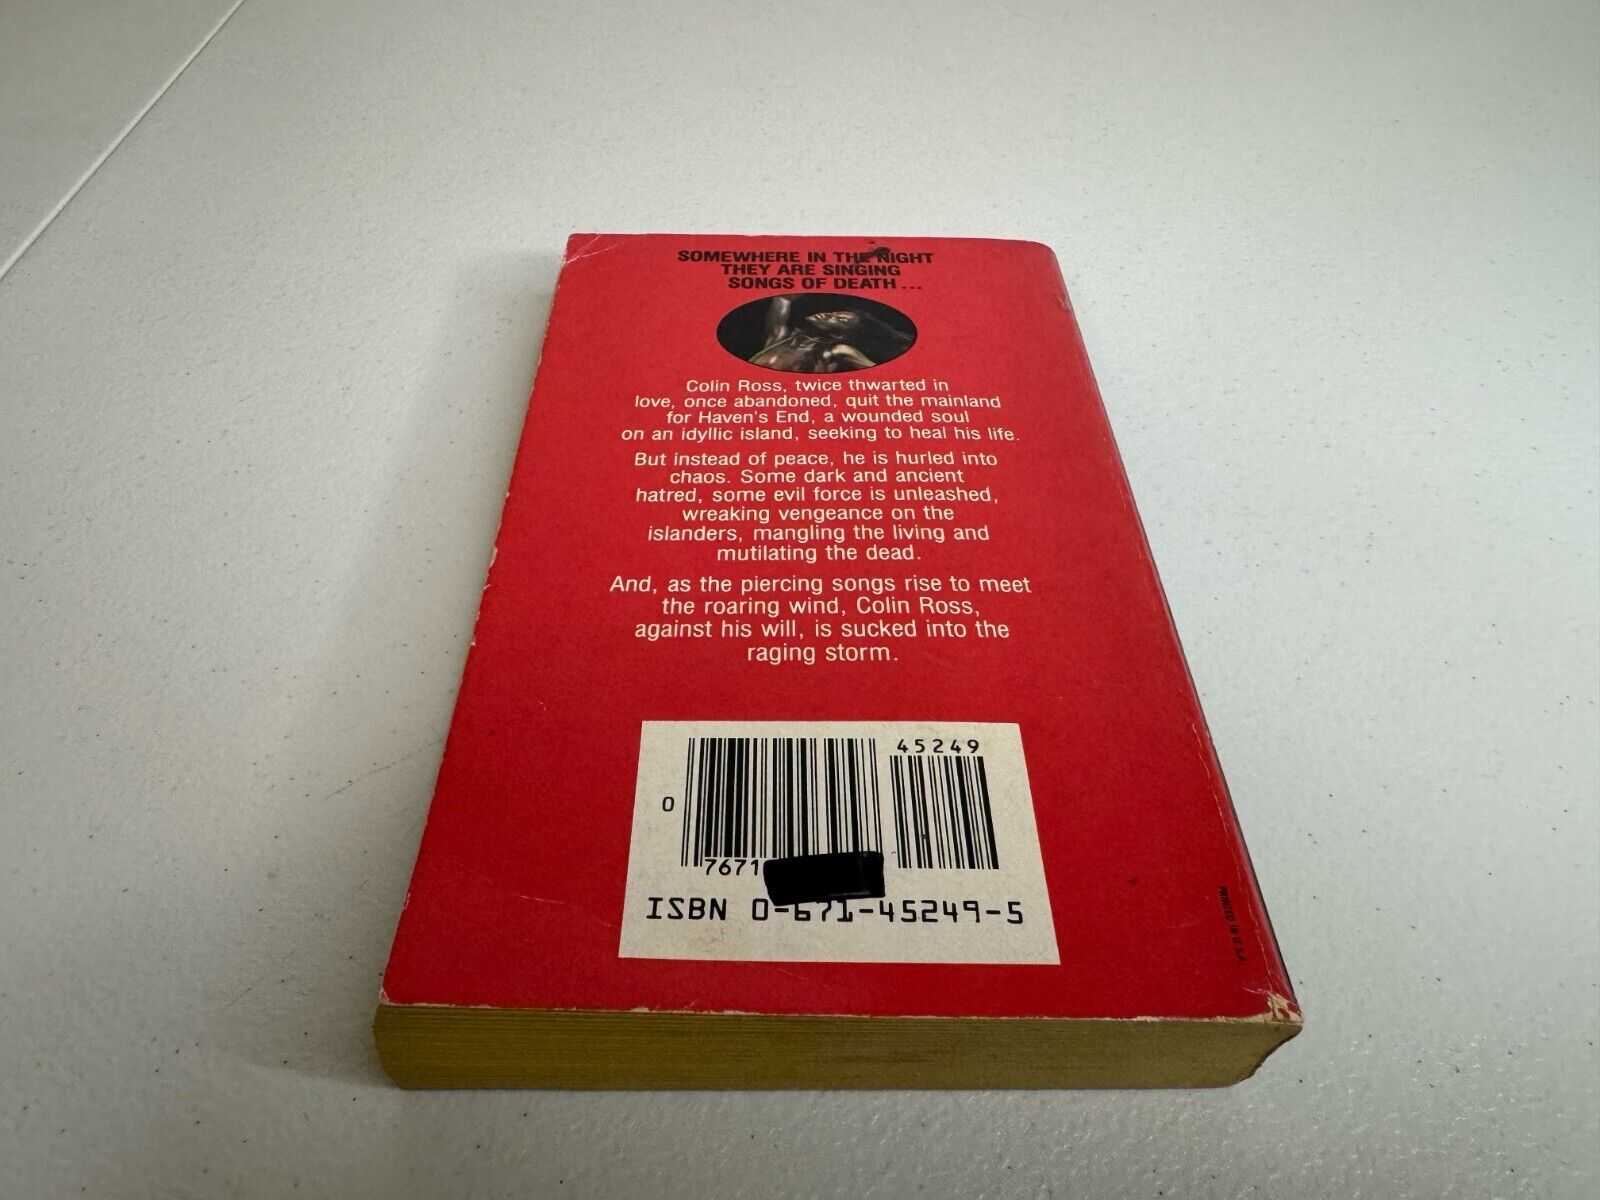 SOMEWHERE IN THE NIGHT
THEY ARE SINGING
SONGS OF DEATH...
Colin Ross, twice thwarted in
love, once abandoned, quit the mainland
for Haven's End, a wounded soul
on an idyllic island, seeking to heal his life.
But instead of peace, he is hurled into
chaos. Some dark and ancient
hatred, some evil force is unleashed,
wreaking vengeance on the
islanders, mangling the living and
mutilating the dead.
And, as the piercing songs rise to meet
the roaring wind, Colin Ross,
against his will, is sucked into the
raging storm.
45249
0
7671
ISBN 0-671-45249-5
PRINTED IN U.S.A.